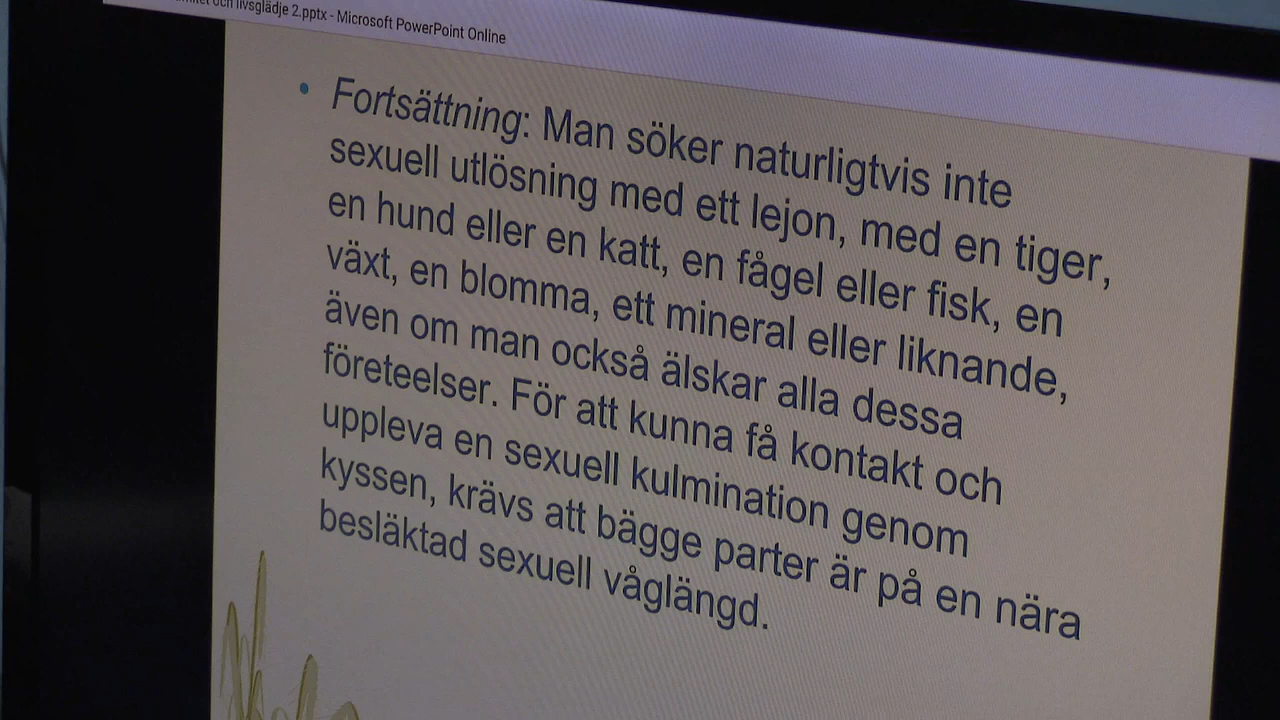 och livsglädje 2.pptx - Microsoft PowerPoint Online
• Fortsättning: Man söker naturligtvis inte
sexuell utlösning med ett lejon, med en tiger,
en hund eller en katt, en fågel eller fisk, en
växt, en blomma, ett mineral eller liknande,
även om man också älskar alla dessa
företeelser. För att kunna få kontakt och
uppleva en sexuell kulmination genom
kyssen, krävs att bägge parter är på en nära
besläktad sexuell våglängd.